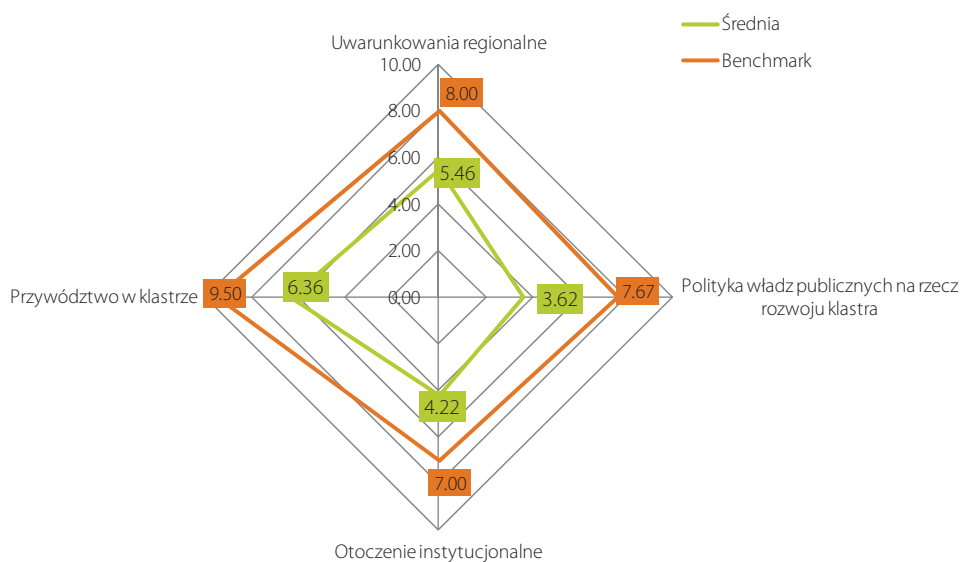 Średnia
Benchmark
Uwarunkowania regionalne
10.00
8.00
8.00
6.00
5.46
4.00
2.00
0.00
Przywództwo w klastrze
9.50
6.36
3.62
7.67
Polityka władz publicznych na rzecz
rozwoju klastra
4.22
7.00
Otoczenie instytucjonalne